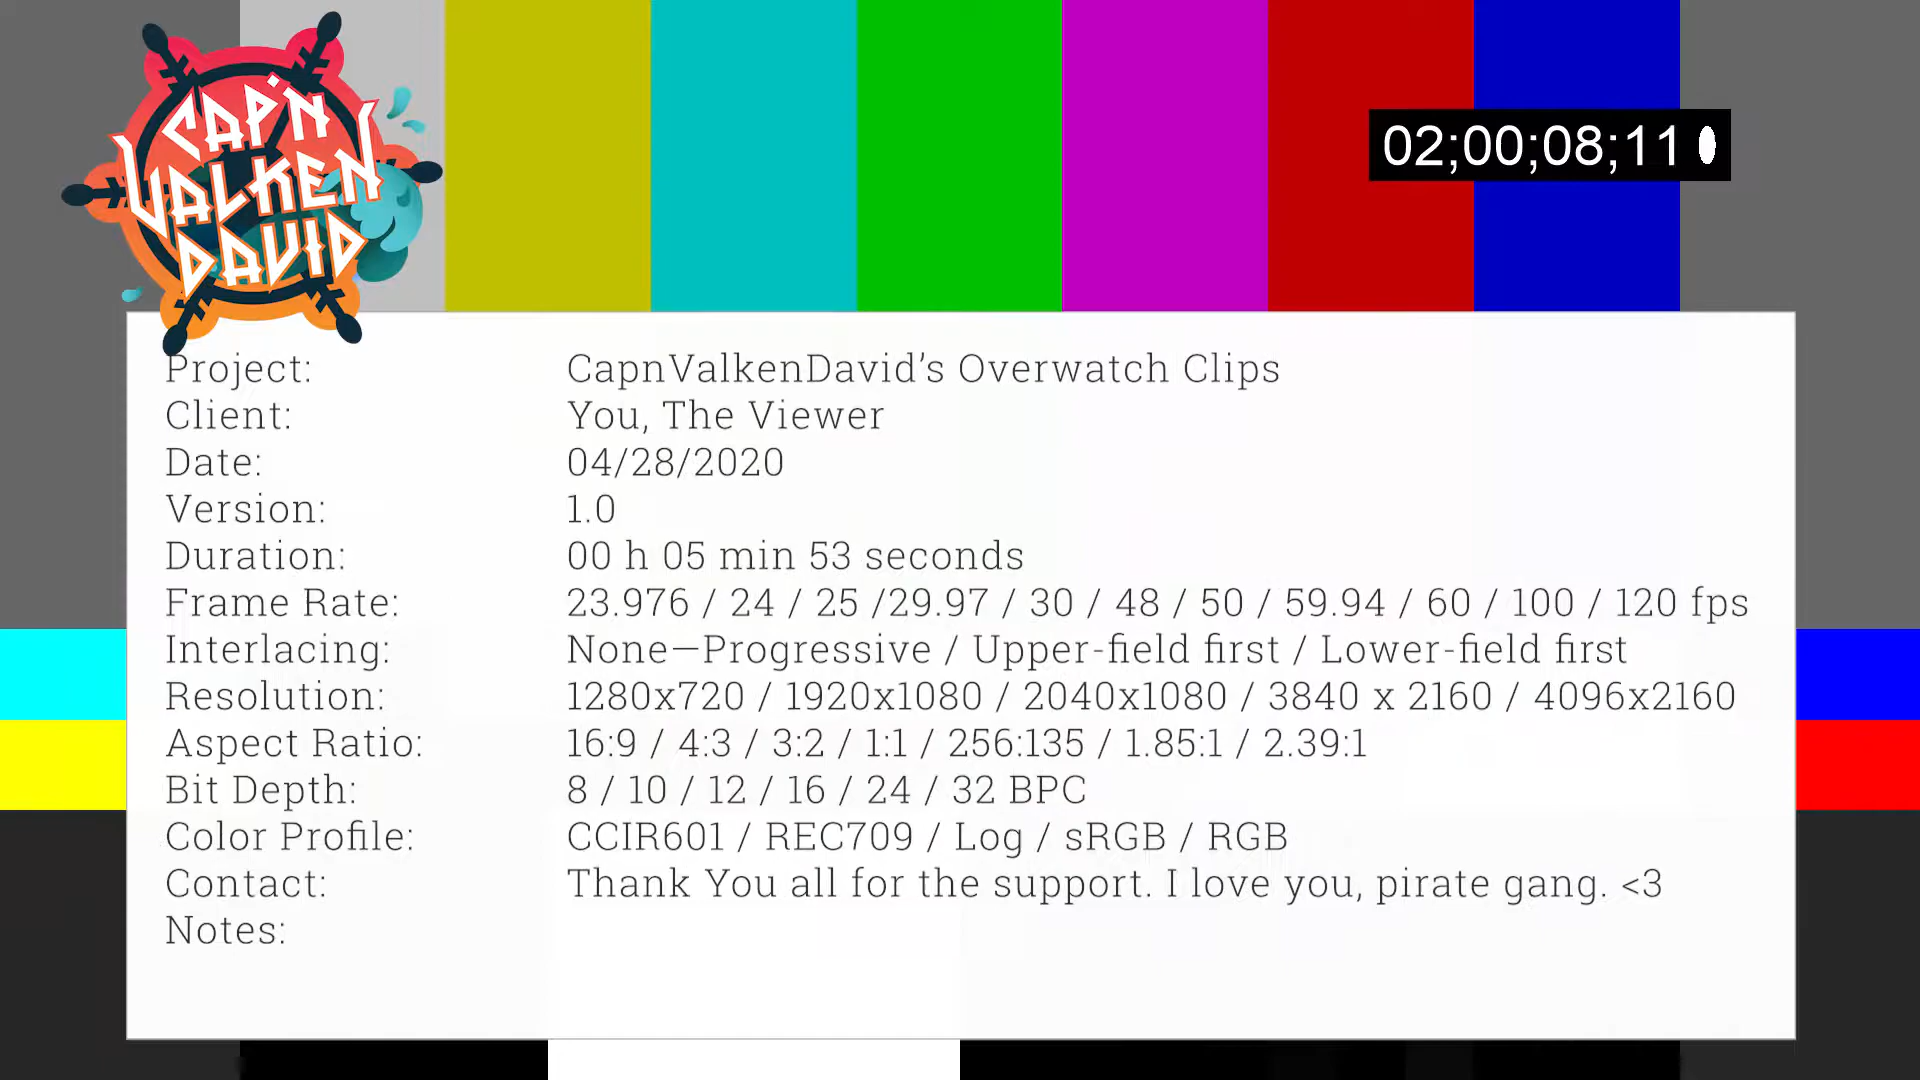 CAP'N
VALKEN
DAVID
02;00;08;11
Project: CapnValkenDavid’s Overwatch Clips
Client: You, The Viewer
Date: 04/28/2020
Version: 1.0
Duration: 00 h 05 min 53 seconds
Frame Rate: 23.976 / 24 / 25 /29.97 / 30 / 48 / 50 / 59.94 / 60 / 100 / 120 fps
Interlacing: None—Progressive / Upper-field first / Lower-field first
Resolution: 1280x720 / 1920x1080 / 2040x1080 / 3840 x 2160 / 4096x2160
Aspect Ratio: 16:9 / 4:3 / 3:2 / 1:1 / 256:135 / 1.85:1 / 2.39:1
Bit Depth: 8 / 10 / 12 / 16 / 24 / 32 BPC
Color Profile: CCIR601 / REC709 / Log / sRGB / RGB
Contact: Thank You all for the support. I love you, pirate gang. <3
Notes: